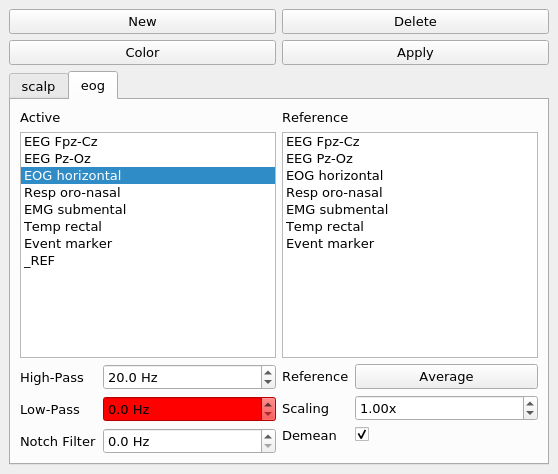 New Delete
Color Apply
scalp eog
Active Reference
EEG Fpz-Cz
EEG Pz-Oz
EOG horizontal
Resp oro-nasal
EMG submental
Temp rectal
Event marker
_REF
EEG Fpz-Cz
EEG Pz-Oz
EOG horizontal
Resp oro-nasal
EMG submental
Temp rectal
Event marker
High-Pass 20.0 Hz Reference Average
Low-Pass 0.0 Hz Scaling 1.00x
Notch Filter 0.0 Hz Demean